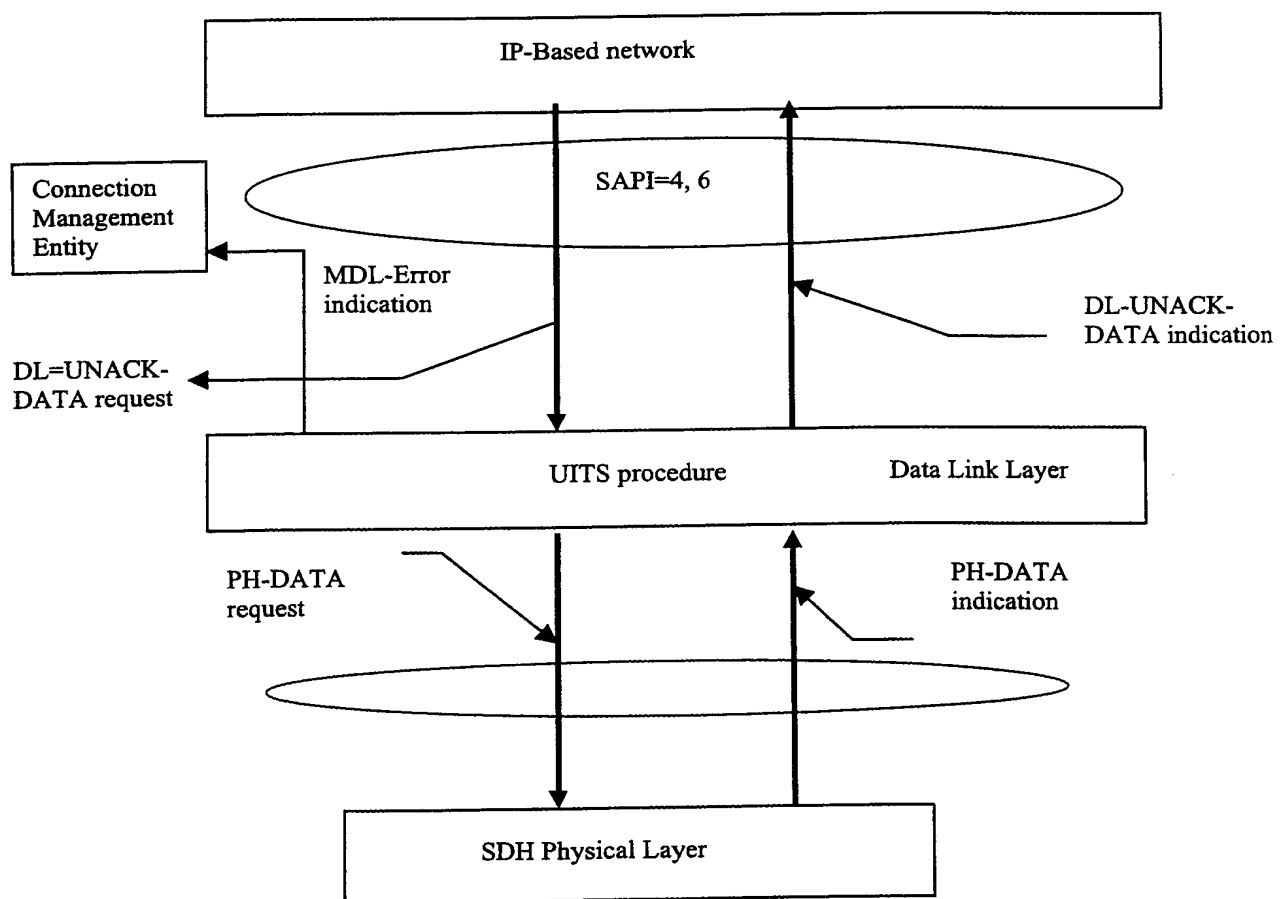 IP-Based network
SAPI=4, 6
Connection
Management
Entity
MDL-Error
indication
DL-UNACK-
DATA indication
DL=UNACK-
DATA request
UITS procedure
Data Link Layer
PH-DATA
request
PH-DATA
indication
SDH Physical Layer